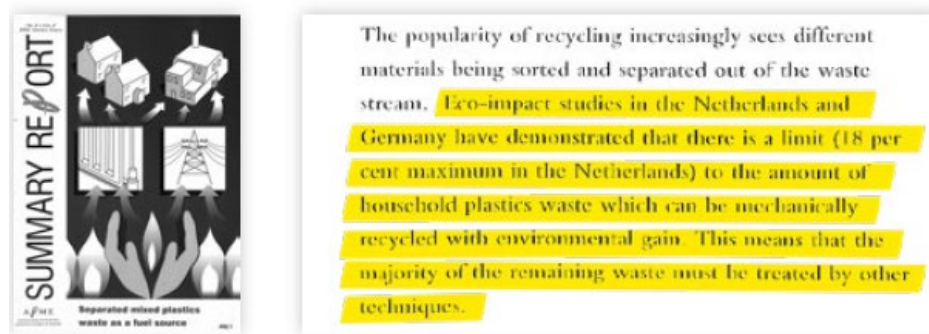 SUMMARY REPORT
APME
Separated mixed plastics
waste as a fuel source
The popularity of recycling increasingly sees different
materials being sorted and separated out of the waste
stream. Eco-impact studies in the Netherlands and
Germany have demonstrated that there is a limit (18 per
cent maximum in the Netherlands) to the amount of
household plastics waste which can be mechanically
recycled with environmental gain. This means that the
majority of the remaining waste must be treated by other
techniques.